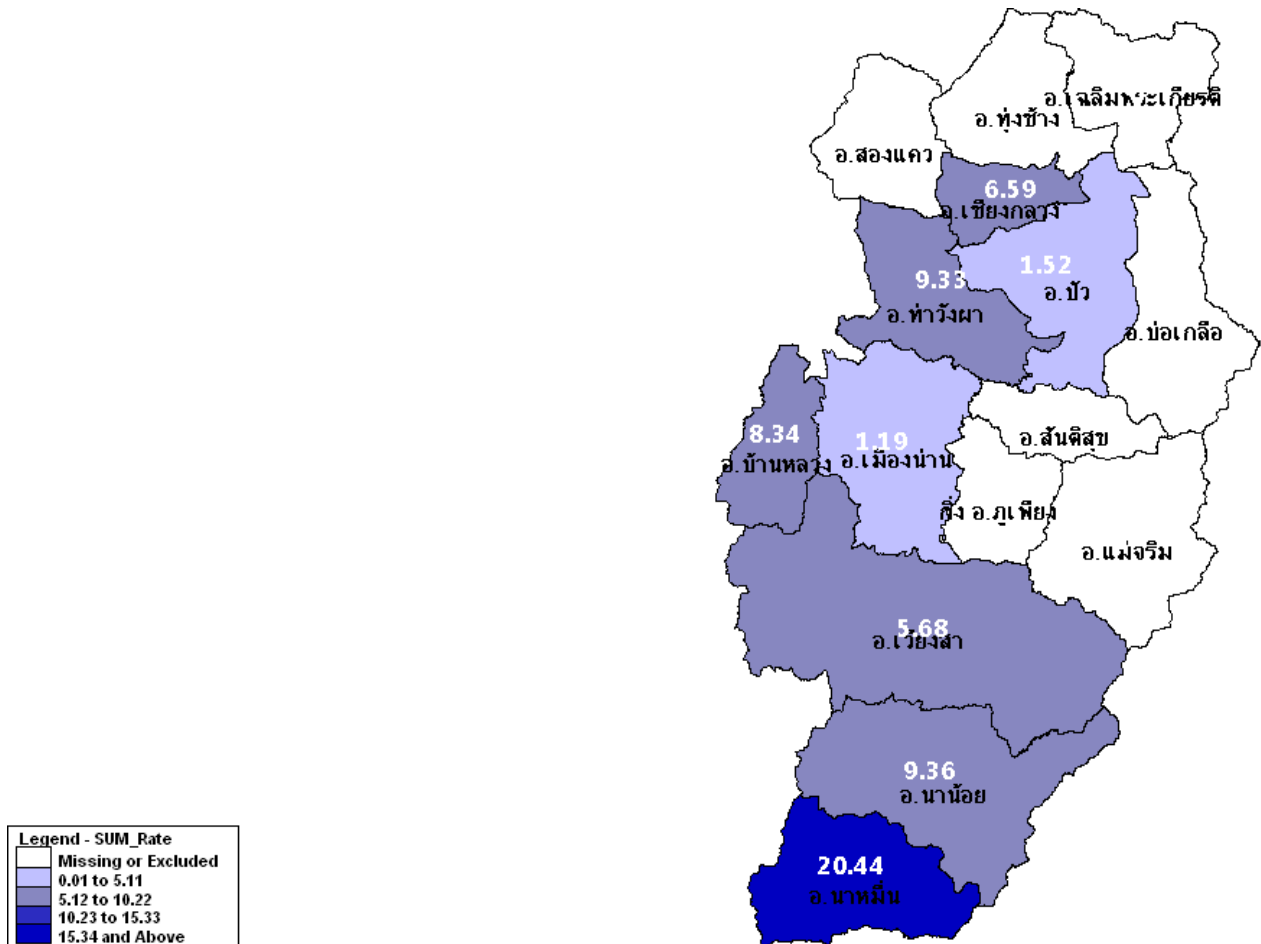 อ.เฉลิมพระเกียรติ
อ.ทุ่งช้าง
อ.สองแคว
6.59
อ.เชียงกลาง
1.52
อ.ปัว
9.33
อ.ท่าวังผา
อ.บ่อเกลือ
8.34
อ.บ้านหลวง
1.19
อ.เมืองน่าน
อ.สันติสุข
กิ่ง อ.ภูเพียง
อ.แม่จริม
5.68
อ.เวียงสา
9.36
อ.นาน้อย
20.44
อ.นาหมื่น
Legend - SUM_Rate
Missing or Excluded
0.01 to 5.11
5.12 to 10.22
10.23 to 15.33
15.34 and Above